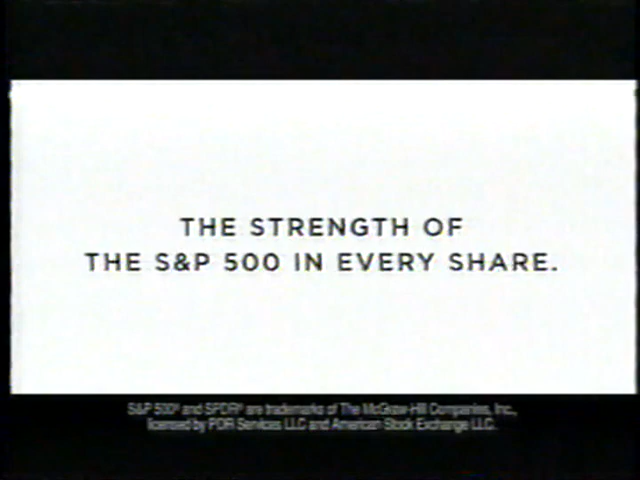 THE STRENGTH OF
THE S&P 500 IN EVERY SHARE.
S&P 500® and SPDR® are trademarks of The McGraw-Hill Companies, Inc.,
licensed by PDR Services LLC and American Stock Exchange LLC.